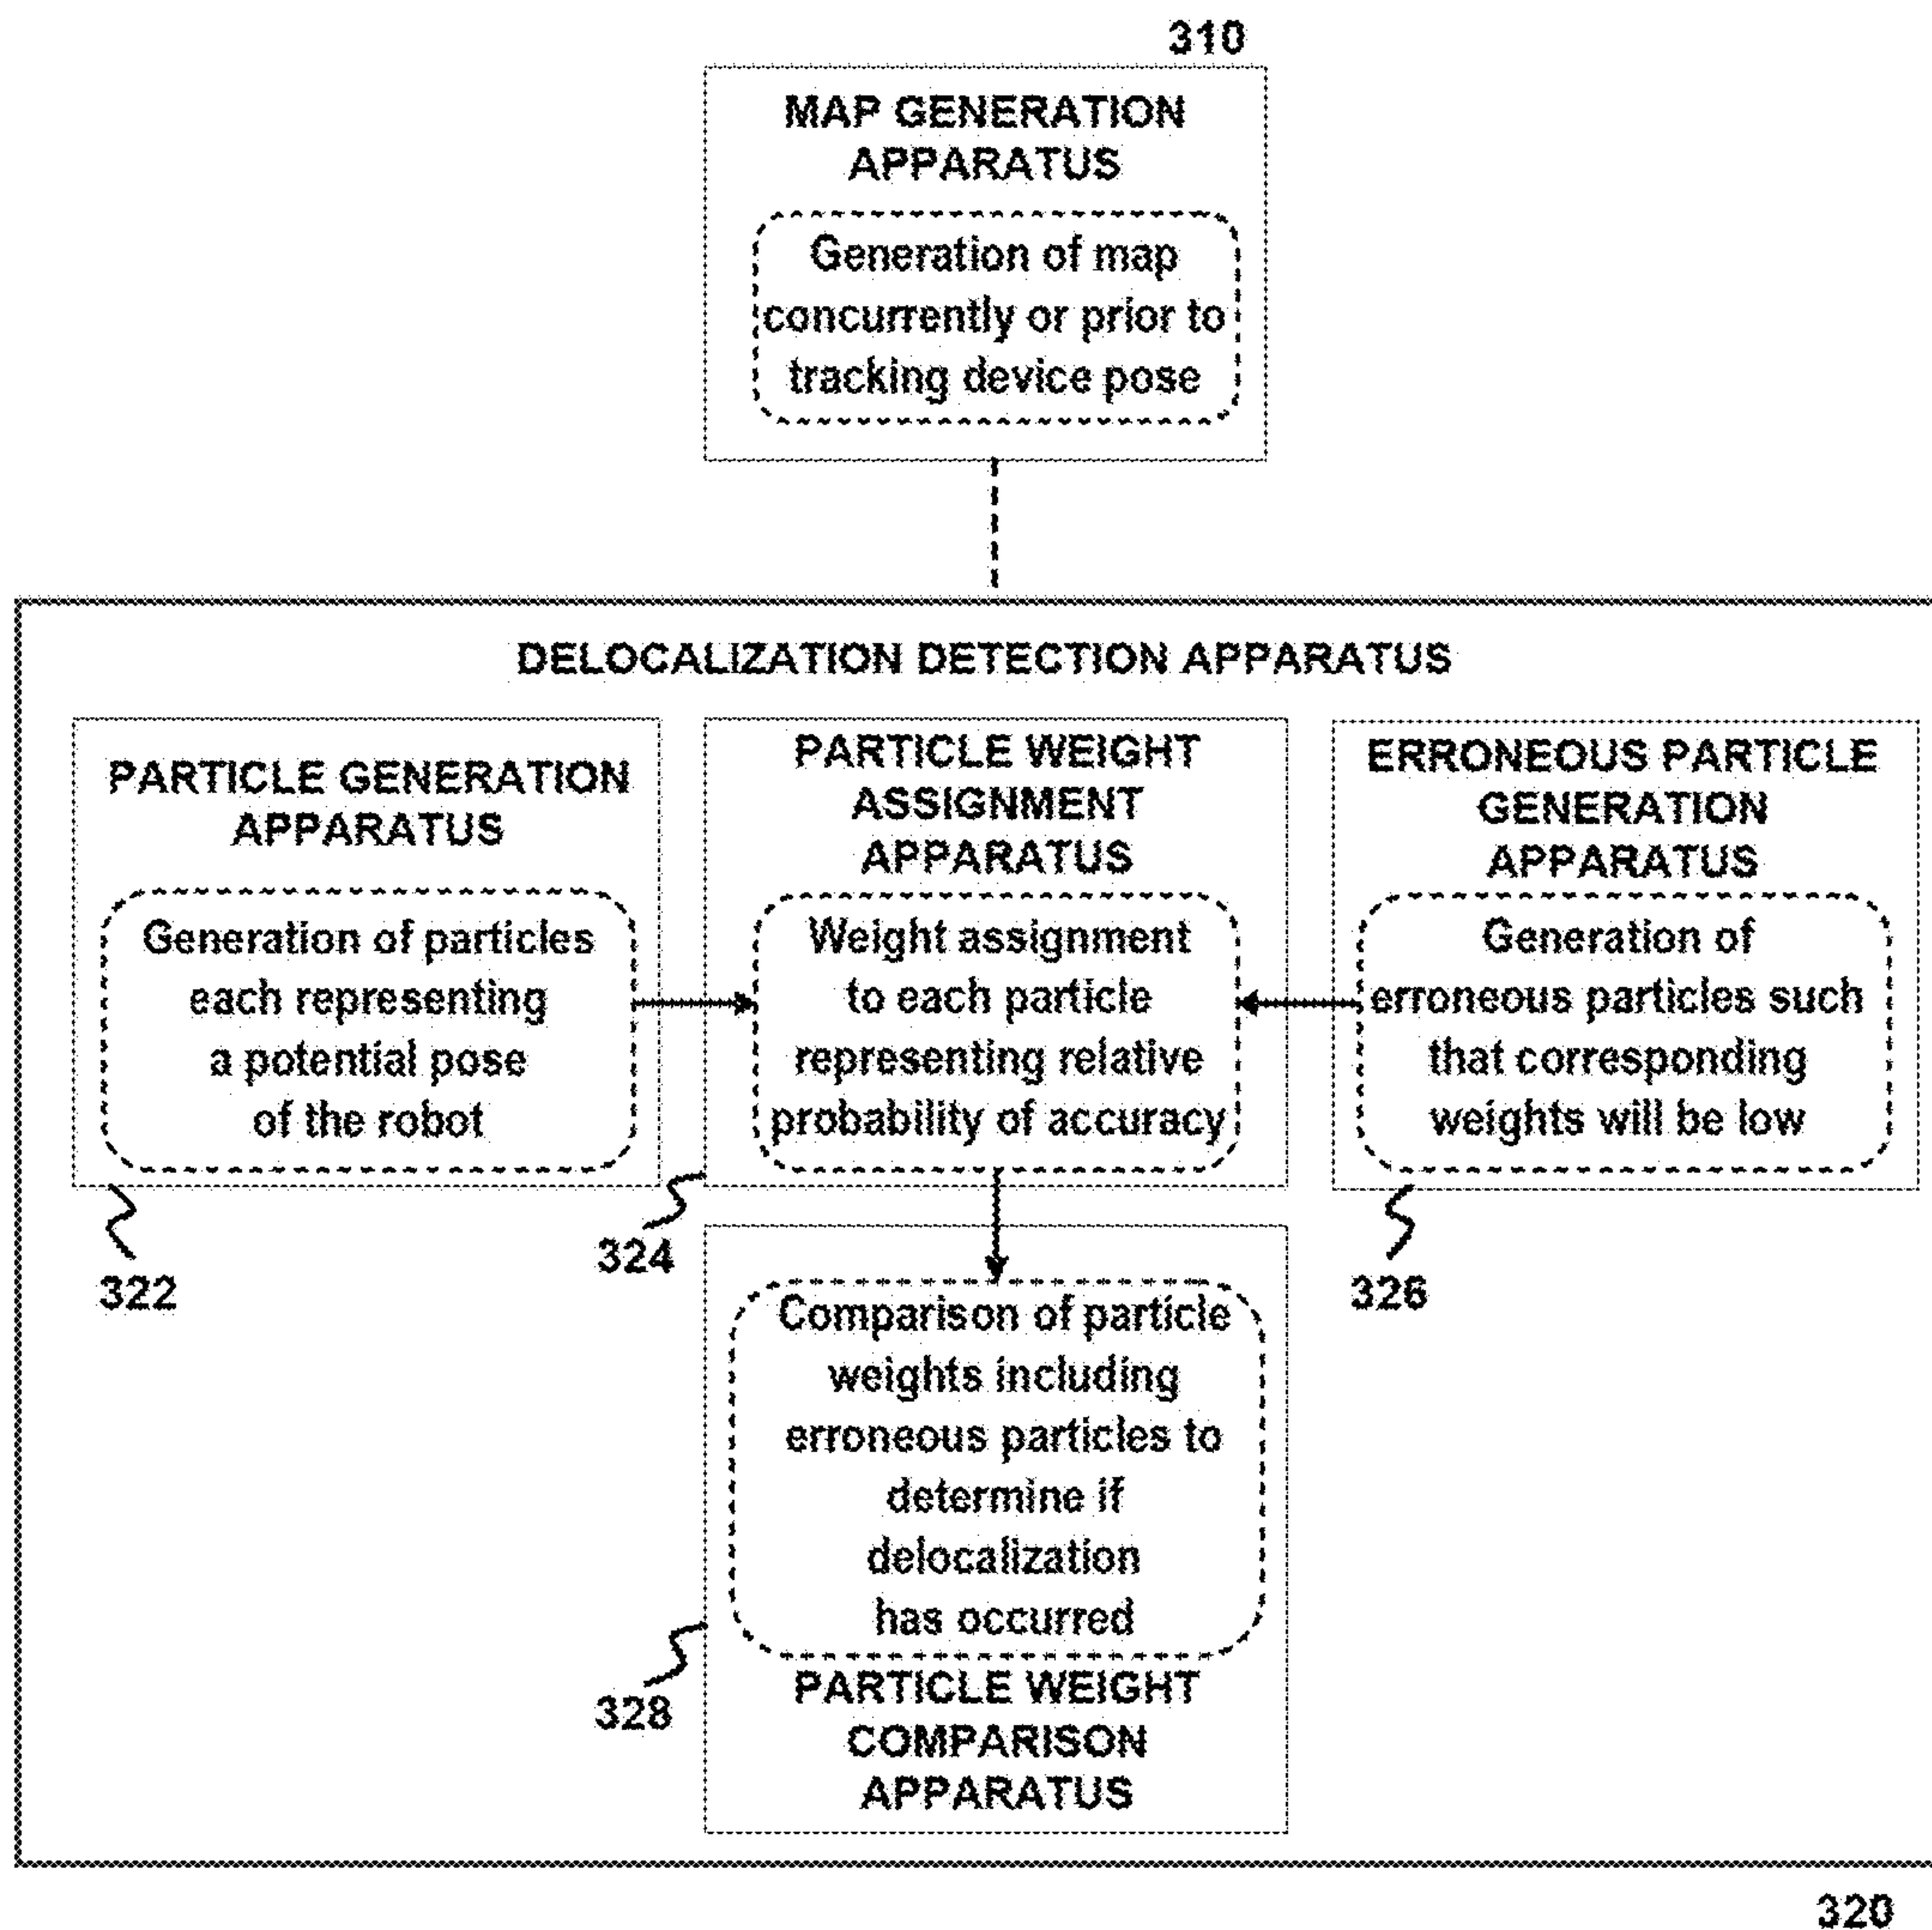 310
MAP GENERATION
APPARATUS
Generation of map
concurrently or prior to
tracking device pose
DELOCALIZATION DETECTION APPARATUS
PARTICLE GENERATION
APPARATUS
Generation of particles
each representing
a potential pose
of the robot
322
PARTICLE WEIGHT
ASSIGNMENT
APPARATUS
Weight assignment
to each particle
representing relative
probability of accuracy
324
ERRONEOUS PARTICLE
GENERATION
APPARATUS
Generation of
erroneous particles such
that corresponding
weights will be low
326
Comparison of particle
weights including
erroneous particles to
determine if
delocalization
has occurred
328
PARTICLE WEIGHT
COMPARISON
APPARATUS
320